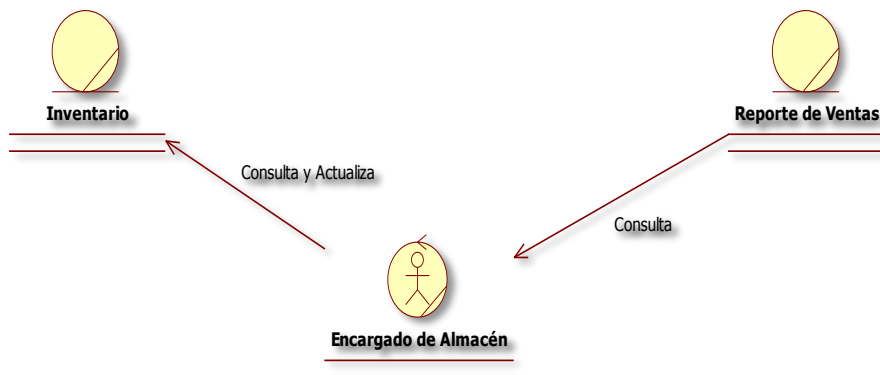 Inventario
Reporte de Ventas
Consulta y Actualiza
Consulta
Encargado de Almacén